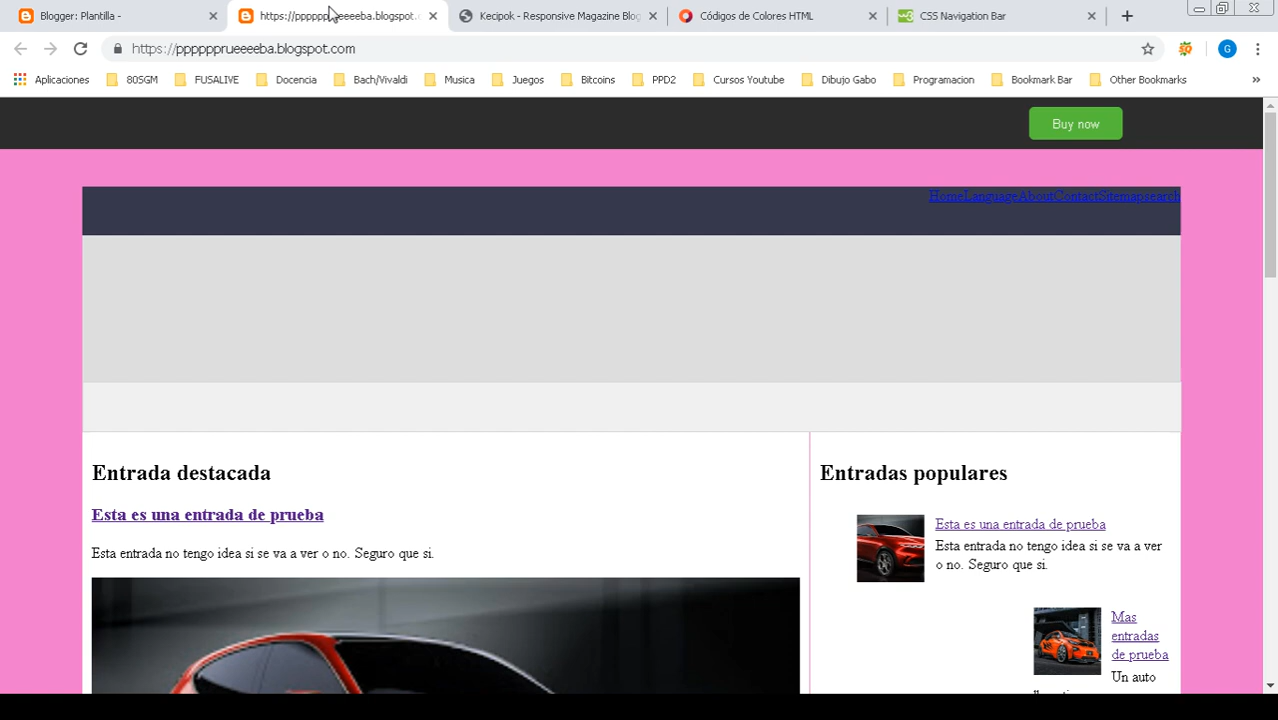 Blogger: Plantilla -
https://pppppprueeeeba.blogspot.
Kecipok - Responsive Magazine Blog
Códigos de Colores HTML
CSS Navigation Bar
https://pppppprueeeeba.blogspot.com
G
Aplicaciones
80SGM
FUSALIVE
Docencia
Bach/Vivaldi
Musica
Juegos
Bitcoins
PPD2
Cursos Youtube
Dibujo Gabo
Programacion
Bookmark Bar
Other Bookmarks
Buy now
HomeLanguageAboutContactSitemapsearch
Entrada destacada
Esta es una entrada de prueba
Esta entrada no tengo idea si se va a ver o no. Seguro que si.
Entradas populares
Esta es una entrada de prueba
Esta entrada no tengo idea si se va a ver
o no. Seguro que si.
Mas
entradas
de prueba
Un auto